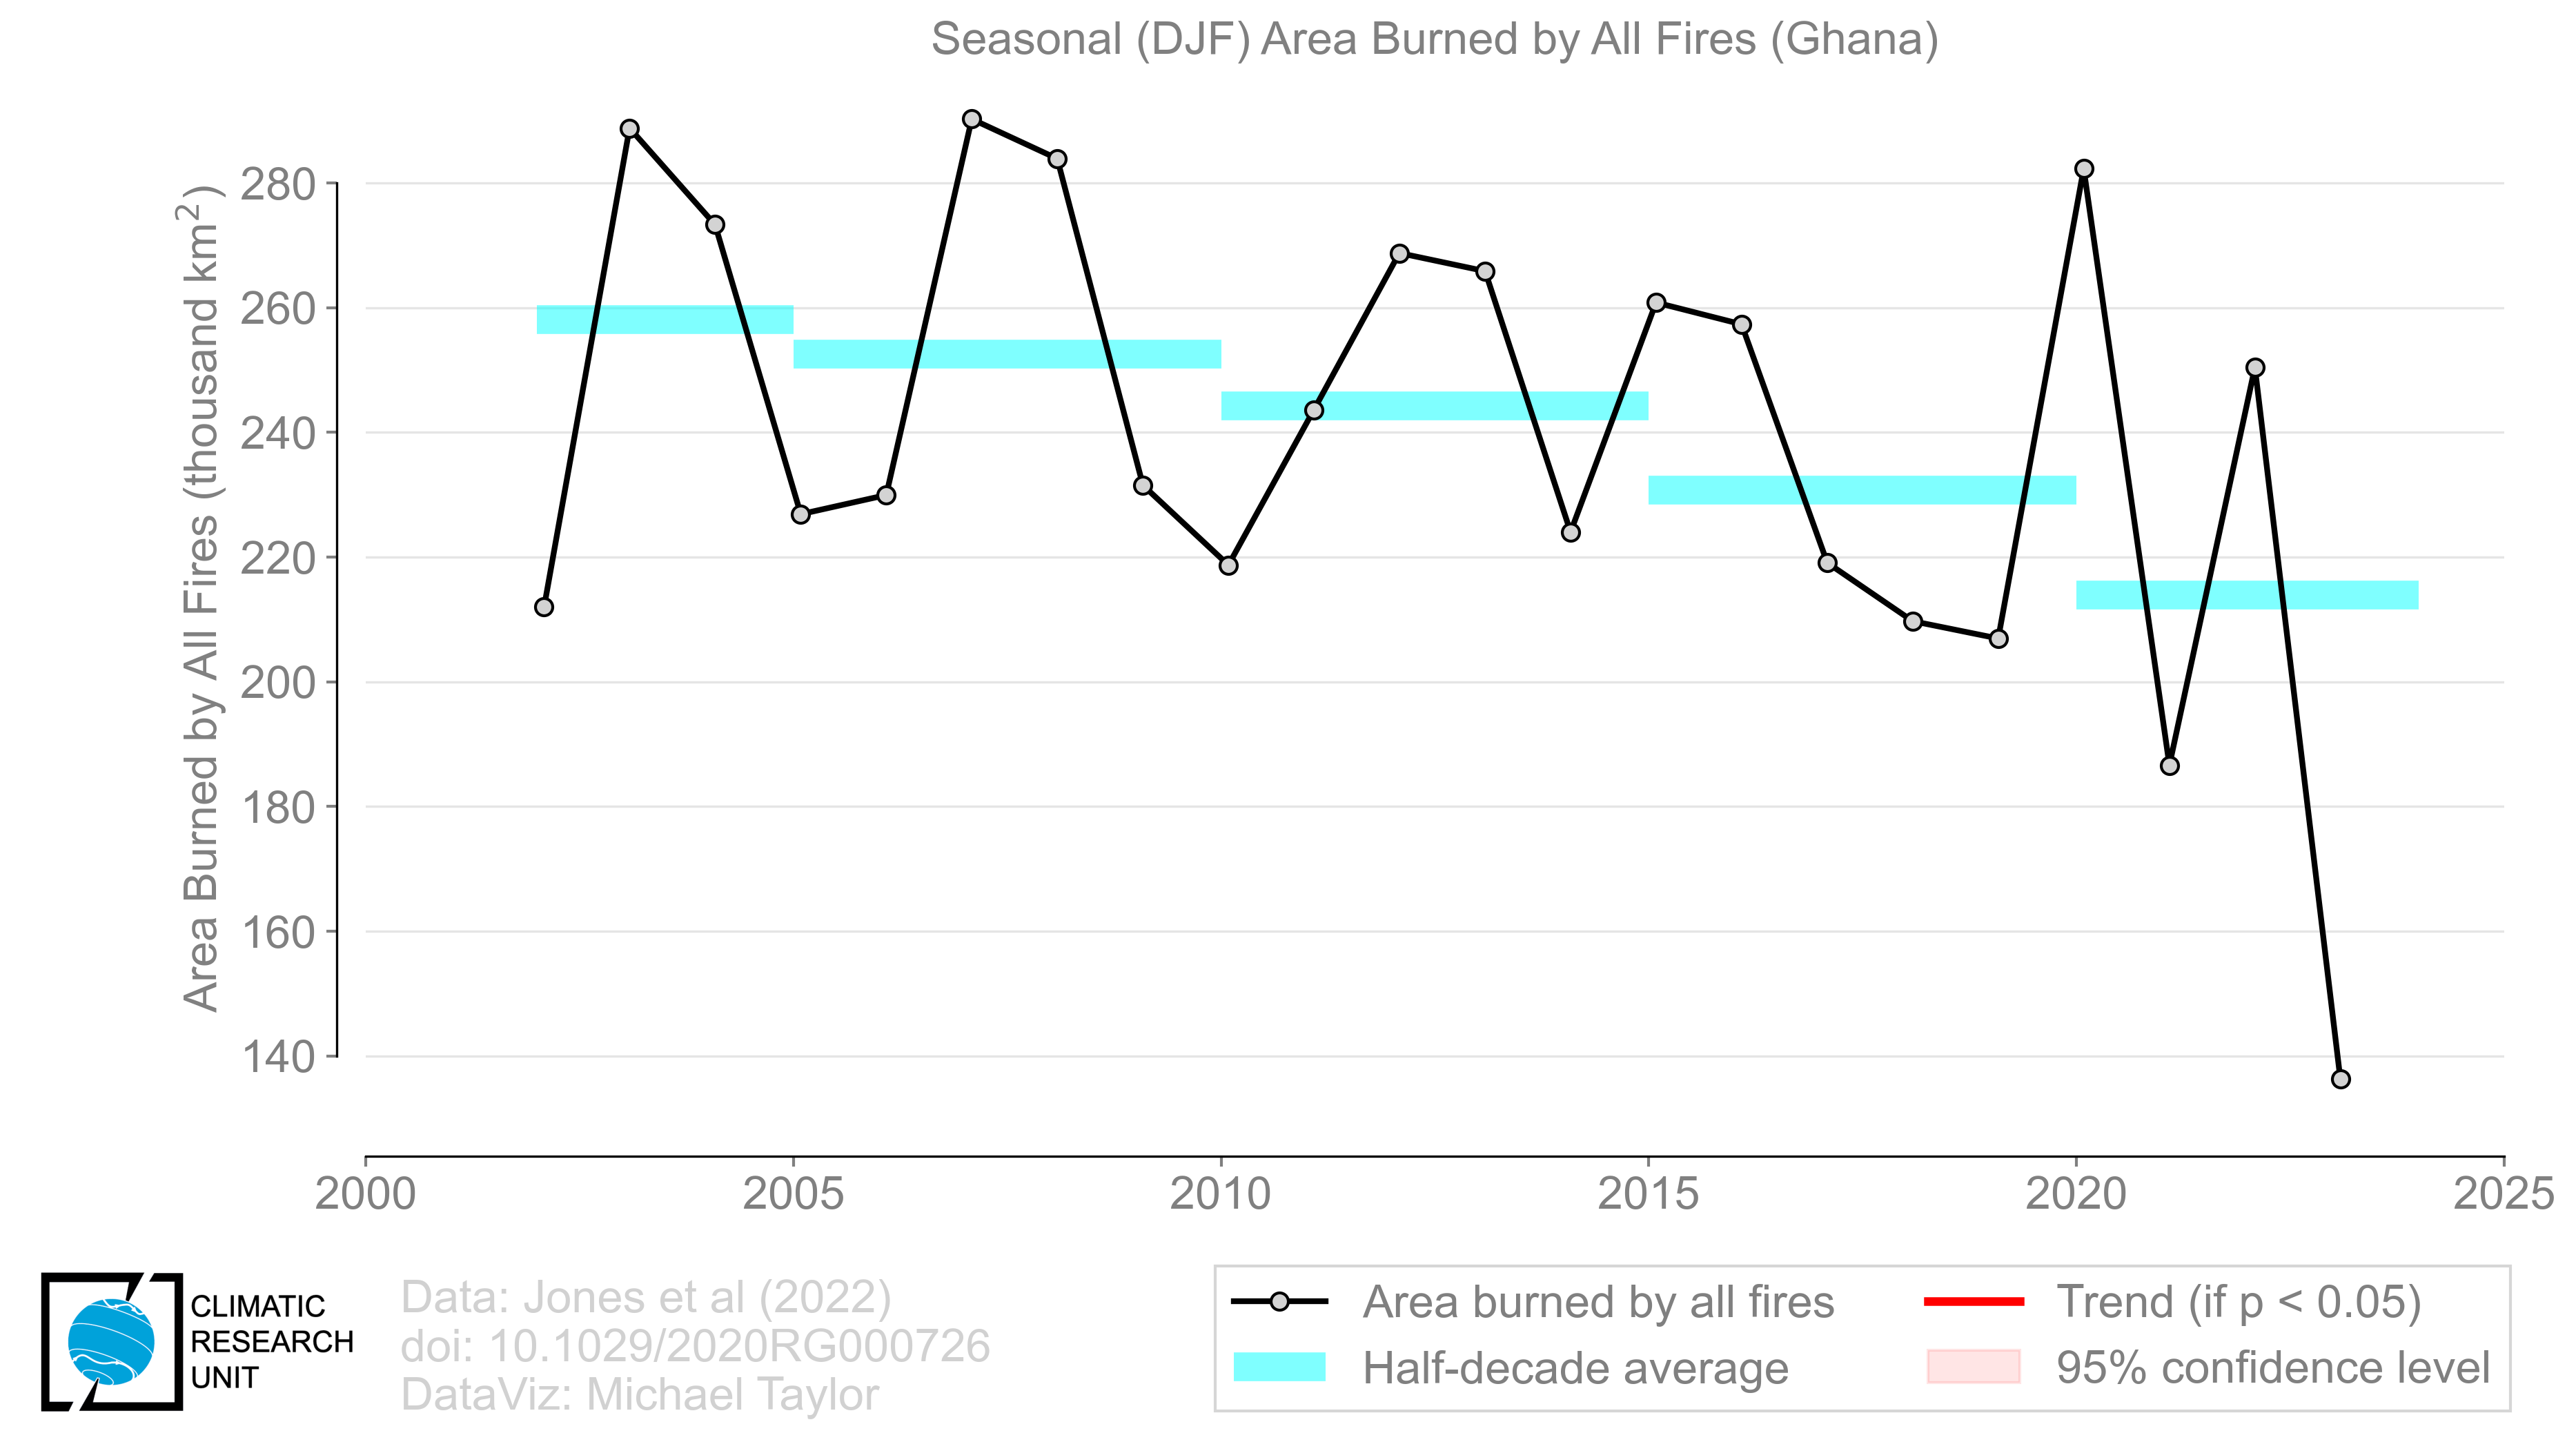 Seasonal (DJF) Area Burned by All Fires (Ghana)
Area Burned by All Fires (thousand km²)
280
260
240
220
200
180
160
140
2000 2005 2010 2015 2020 2025
CLIMATIC
RESEARCH
UNIT
Data: Jones et al (2022)
doi: 10.1029/2020RG000726
DataViz: Michael Taylor
Area burned by all fires
Half-decade average
Trend (if p < 0.05)
95% confidence level